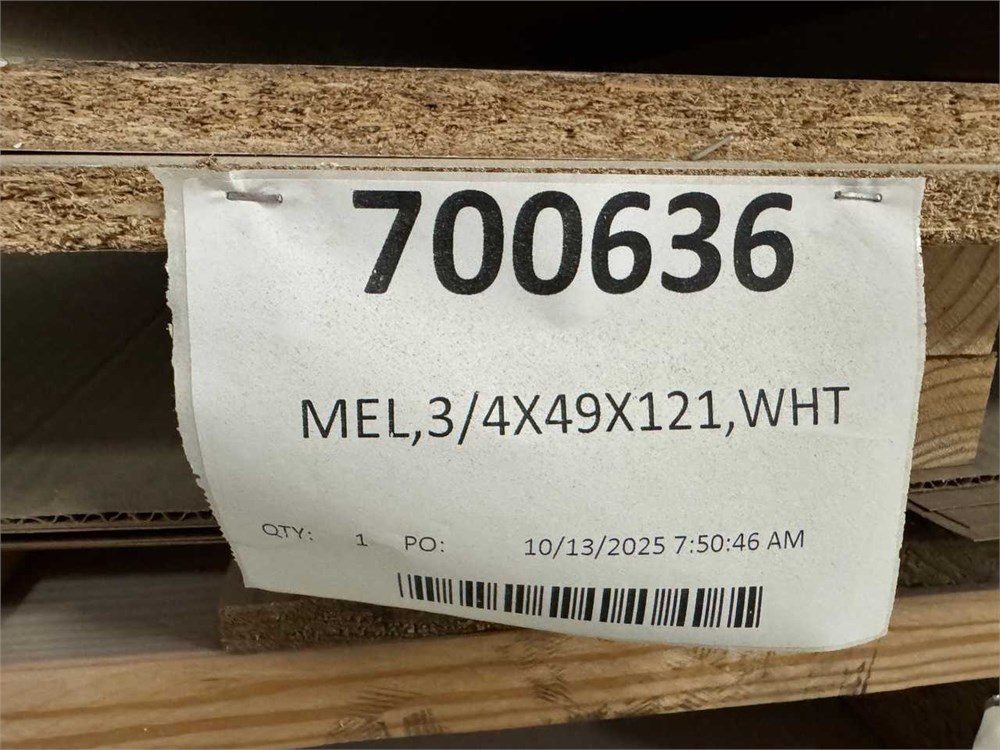 700636
MEL,3/4X49X121,WHT
QTY: 1 PO: 10/13/2025 7:50:46 AM